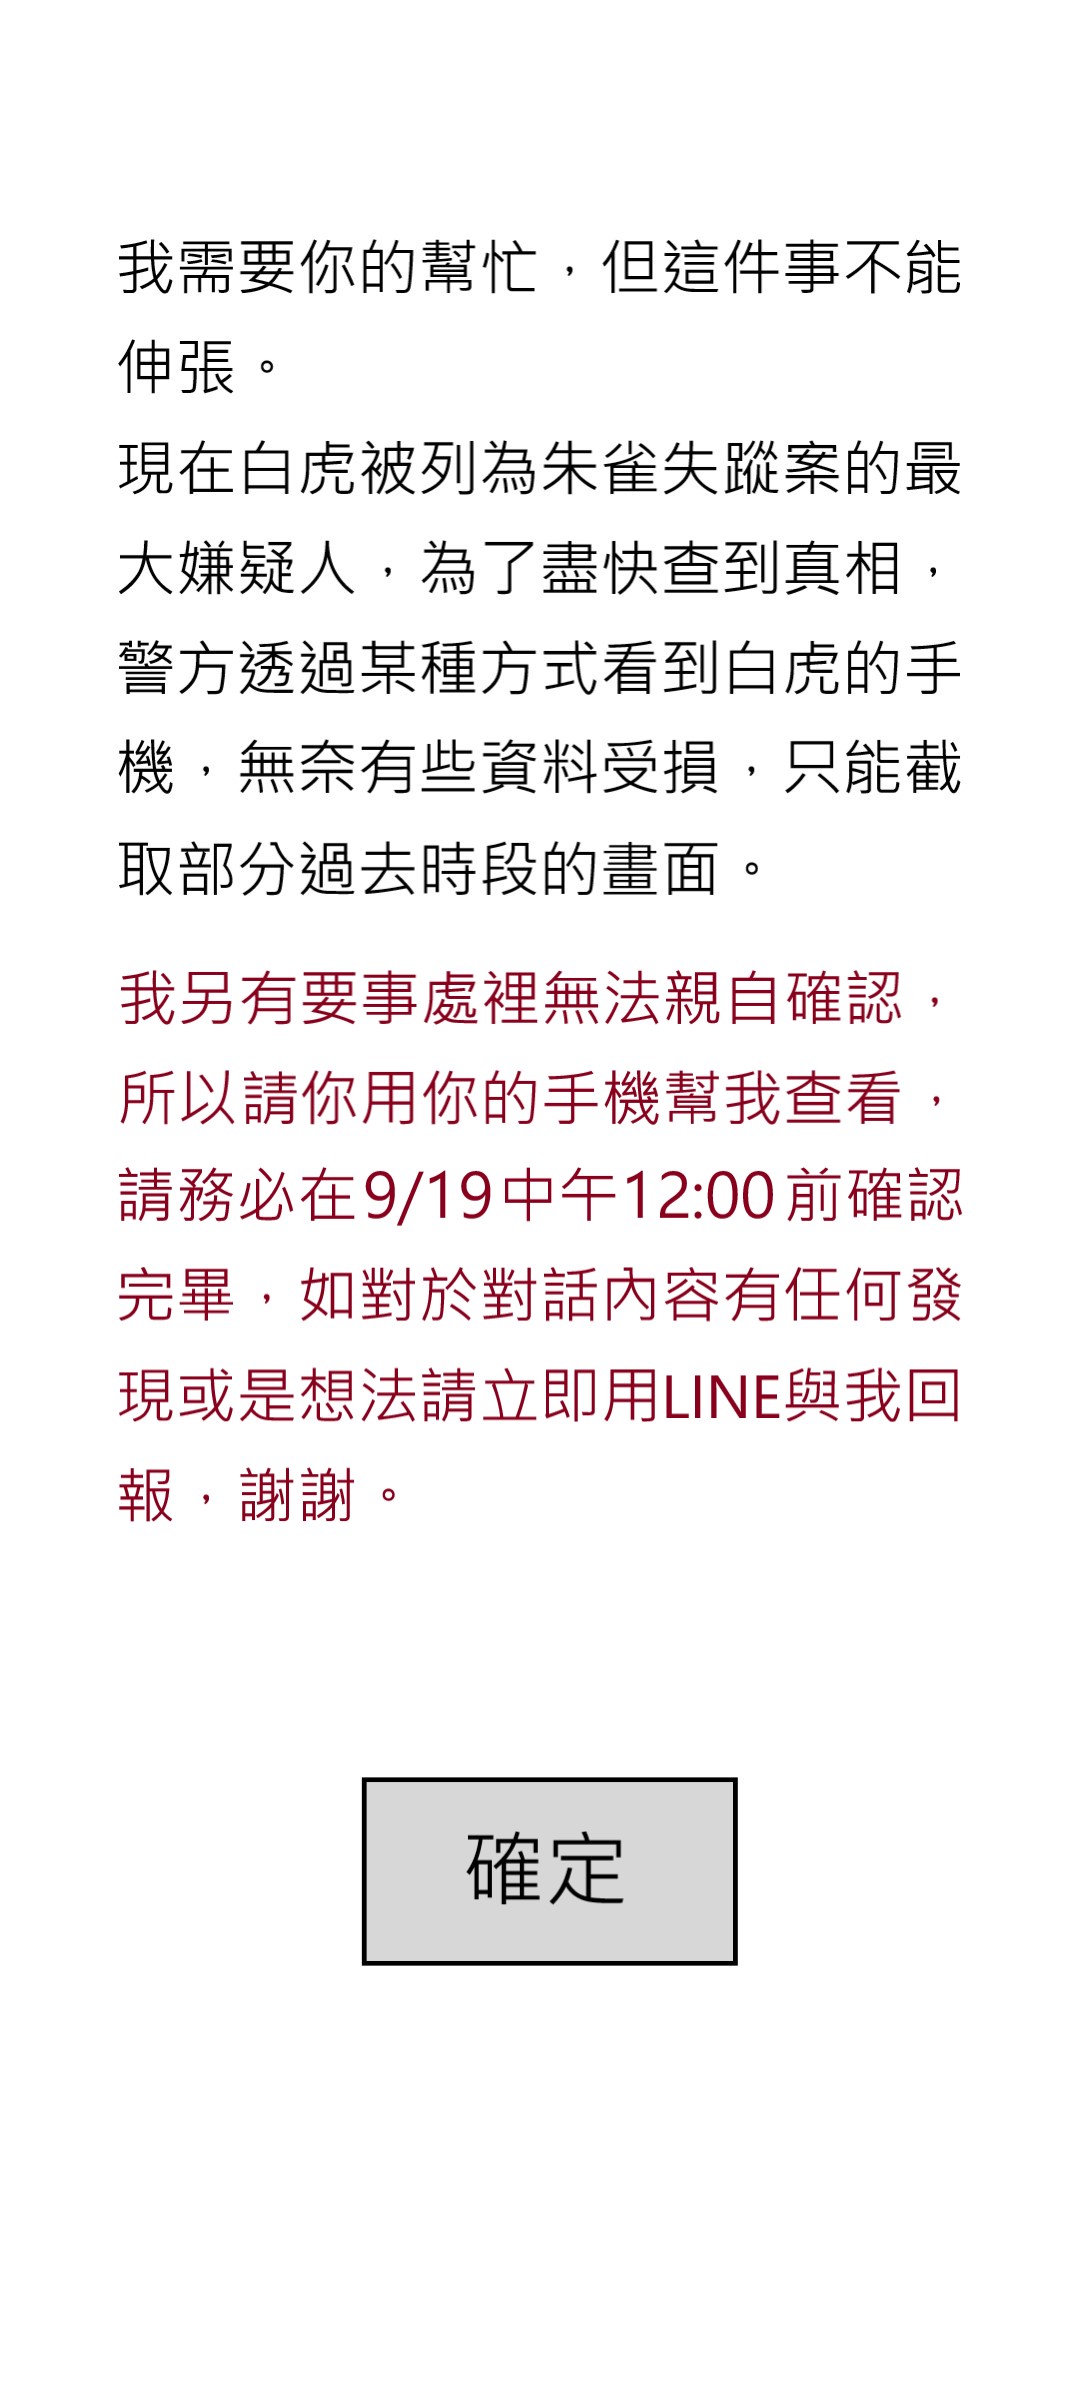 我需要你的幫忙，但這件事不能
伸張。
現在白虎被列為朱雀失蹤案的最
大嫌疑人，為了盡快查到真相，
警方透過某種方式看到白虎的手
機，無奈有些資料受損，只能截
取部分過去時段的畫面。
我另有要事處裡無法親自確認，
所以請你用你的手機幫我查看，
請務必在9/19中午12:00前確認
完畢，如對於對話內容有任何發
現或是想法請立即用LINE與我回
報，謝謝。
確定